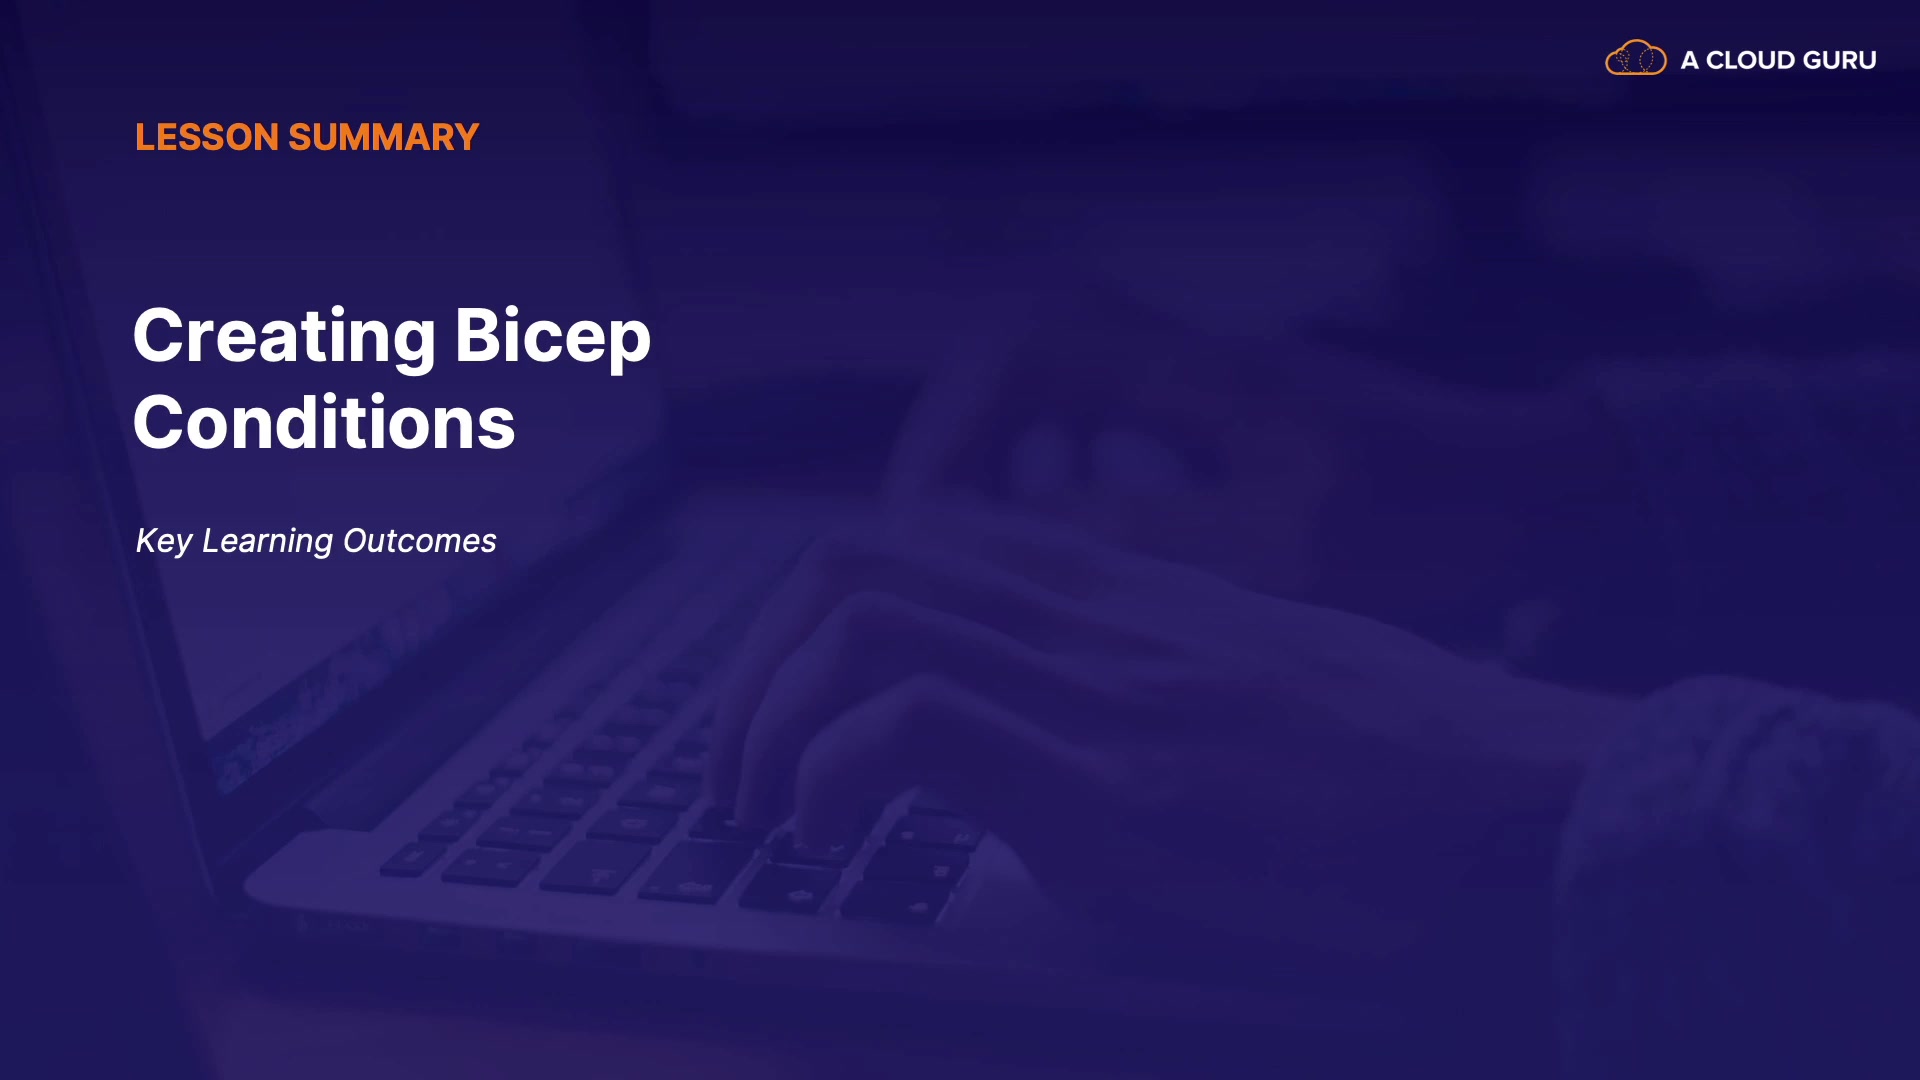 A CLOUD GURU
LESSON SUMMARY
Creating Bicep
Conditions
Key Learning Outcomes